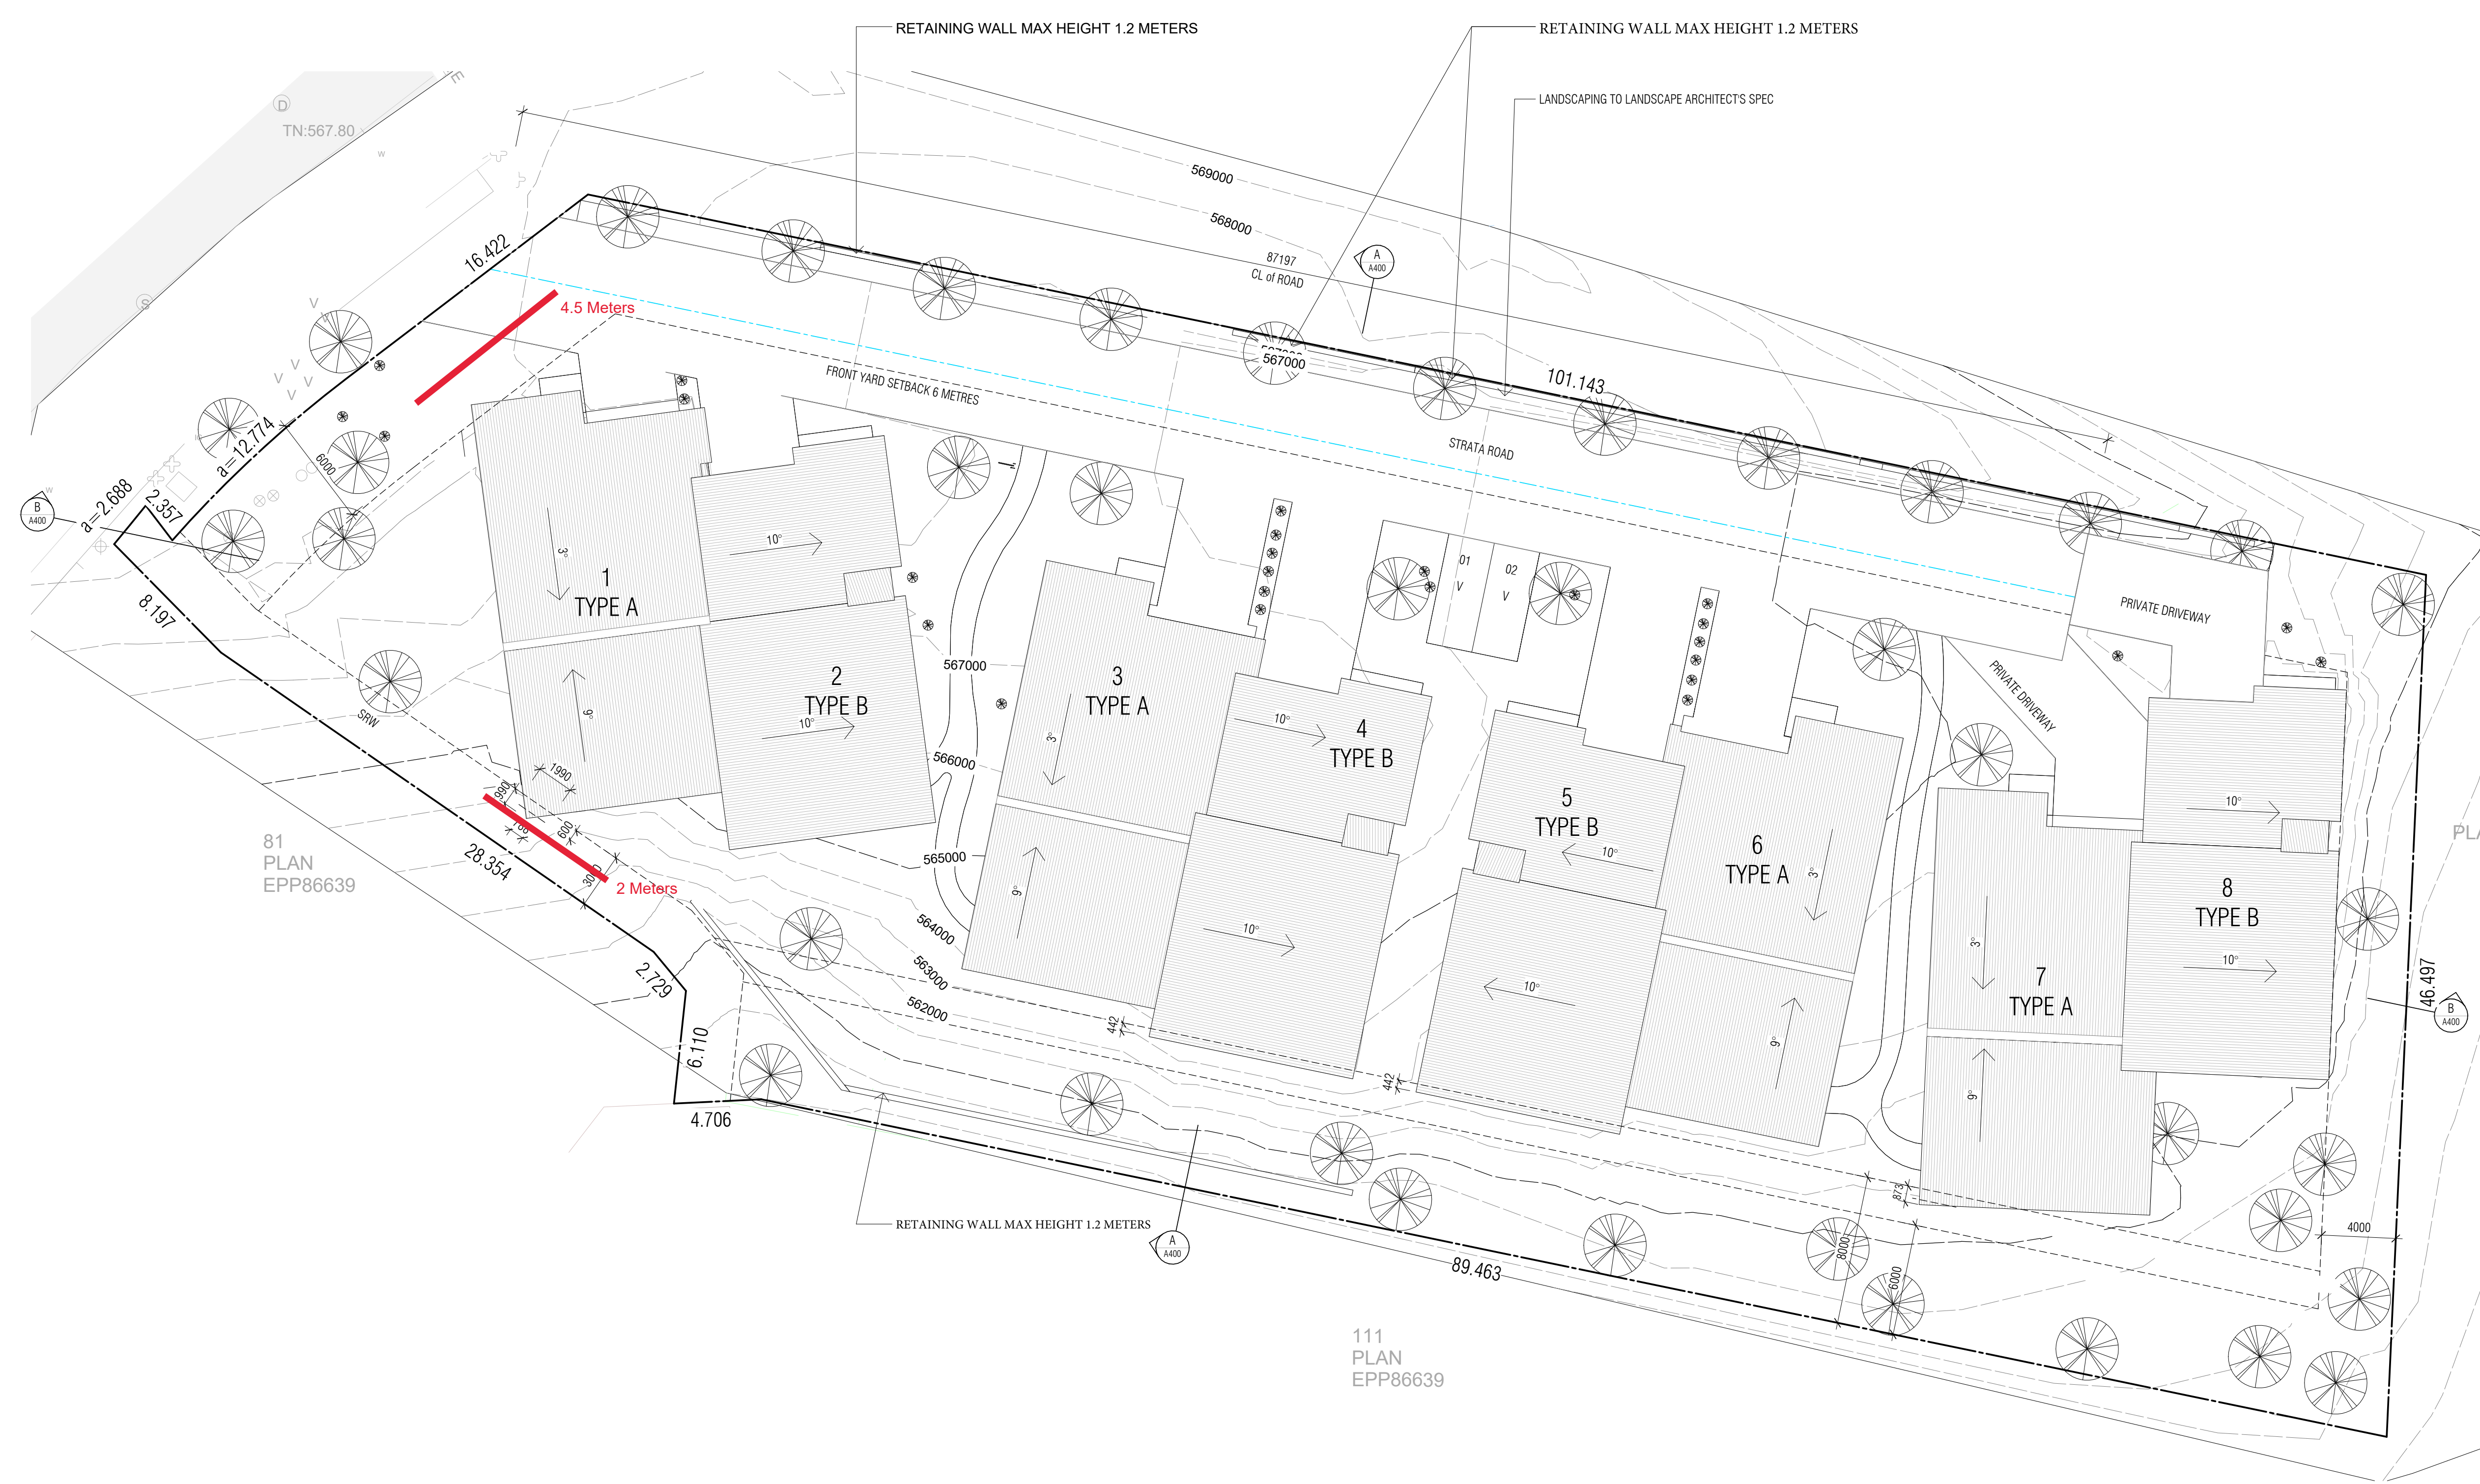 RETAINING WALL MAX HEIGHT 1.2 METERS
RETAINING WALL MAX HEIGHT 1.2 METERS
LANDSCAPING TO LANDSCAPE ARCHITECT'S SPEC
E
D
TN:567.80
W
S
569000
568000
87197
CL of ROAD
A
A400
16.422
4.5 Meters
567000
101.143
FRONT YARD SETBACK 6 METRES
STRATA ROAD
V
V
V
V
V
a=12.774
6000
a=2.688
2.357
W
B
A400
8.197
SRW
1
TYPE A
3°
9°
10°
2
TYPE B
10°
567000
566000
565000
564000
563000
562000
3
TYPE A
3°
9°
10°
4
TYPE B
10°
01
V
02
V
5
TYPE B
10°
10°
6
TYPE A
3°
9°
PRIVATE DRIVEWAY
PRIVATE DRIVEWAY
7
TYPE A
3°
9°
10°
8
TYPE B
10°
PLA
46.497
B
A400
990
1990
600
2 Meters
28.354
81
PLAN
EPP86639
2.729
6.110
4.706
442
442
873
8000
6000
4000
RETAINING WALL MAX HEIGHT 1.2 METERS
A
A400
89.463
111
PLAN
EPP86639